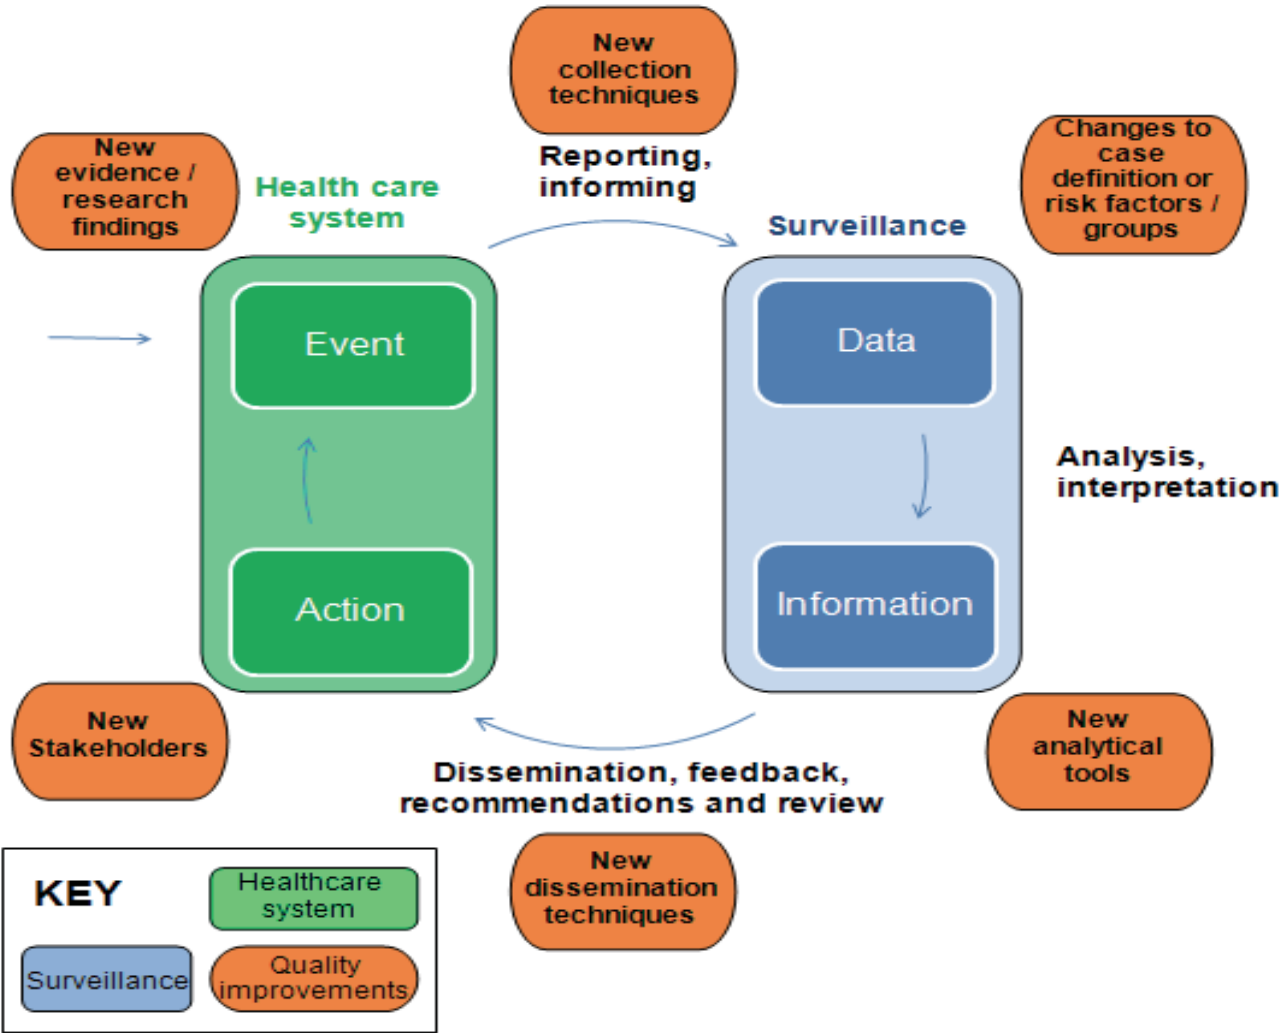 New
collection
techniques
New
evidence /
research
findings
Health care
system
Reporting,
informing
Surveillance
Changes to
case
definition or
risk factors /
groups
Event
Data
Analysis,
interpretation
Action
Information
New
Stakeholders
New
analytical
tools
Dissemination, feedback,
recommendations and review
New
dissemination
techniques
KEY
Healthcare
system
Surveillance
Quality
improvements